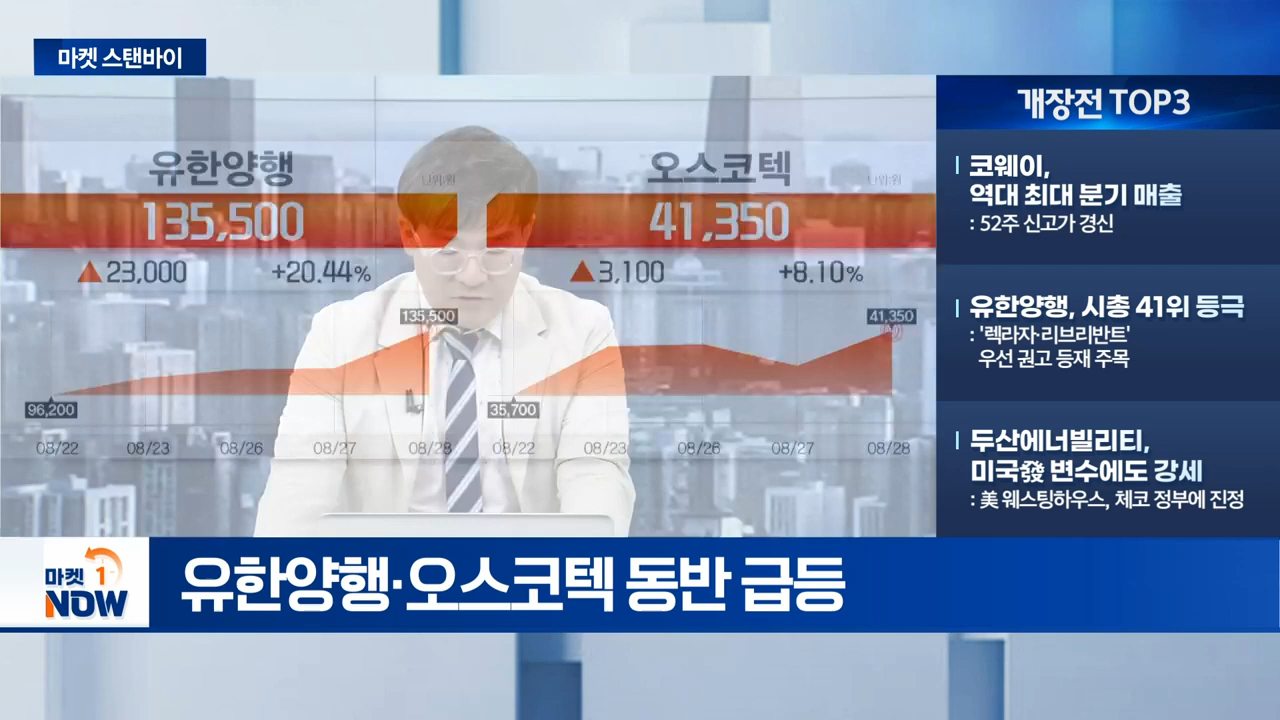 마켓 스탠바이
개장전 TOP3
유한양행
단위:원
오스코텍
단위:원
135,500
41,350
▲23,000 +20.44%
▲3,100 +8.10%
135,500
96,200
08/22 08/23 08/26 08/27 08/28
41,350
35,700
08/22 08/23 08/26 08/27 08/28
코웨이,
역대 최대 분기 매출
: 52주 신고가 경신
유한양행, 시총 41위 등극
: '렉라자·리브리반트'
우선 권고 등재 주목
두산에너빌리티,
미국發 변수에도 강세
: 美 웨스팅하우스, 체코 정부에 진정
마켓 1
NOW
유한양행·오스코텍 동반 급등